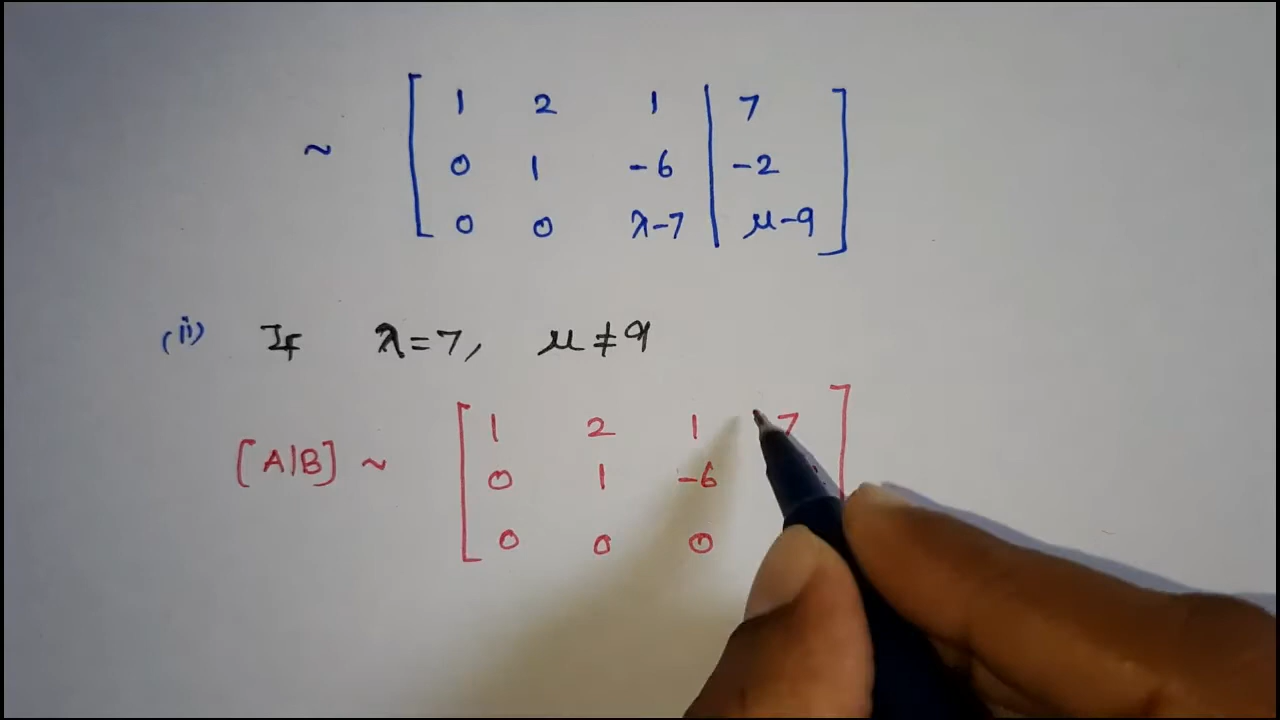 ~ [ 1 2 1 | 7
0 1 -6 | -2
0 0 λ-7 | μ-9 ]
(ii) If λ=7, μ≠9
[A|B] ~ [ 1 2 1 7
0 1 -6
0 0 0 ]